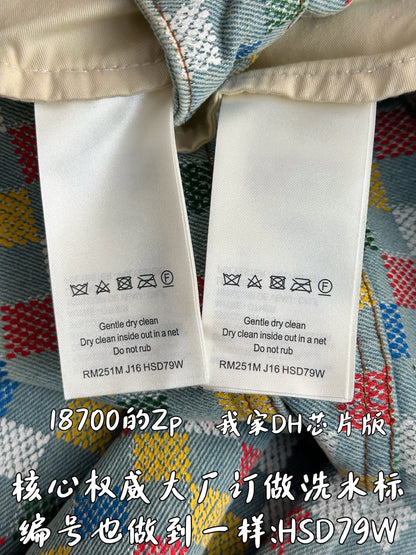 Gentle dry clean
Dry clean inside out in a net
Do not rub
RM251M J16 HSD79W
Gentle dry clean
Dry clean inside out in a net
Do not rub
RM251M J16 HSD79W
18700的Zp 我家DH芯片版
核心权威大厂订做洗水标
编号也做到一样:HSD79W